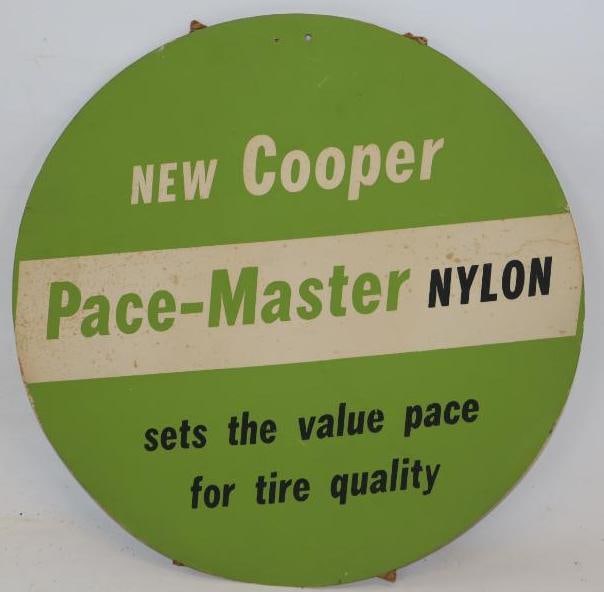 NEW Cooper
Pace-Master NYLON
sets the value pace
for tire quality